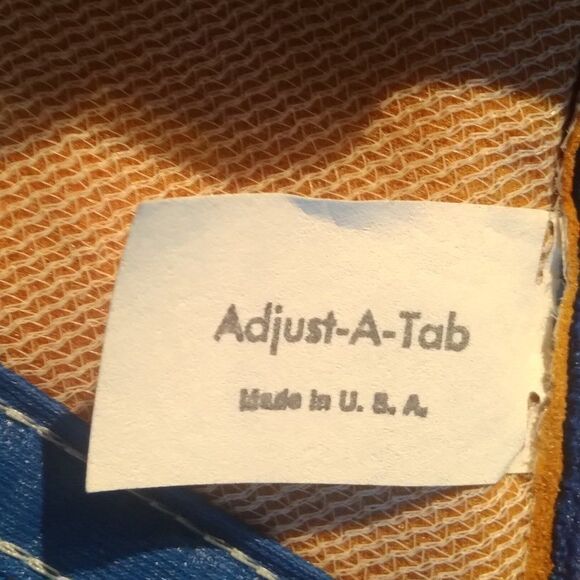 Adjust-A-Tab
Made in U. S. A.